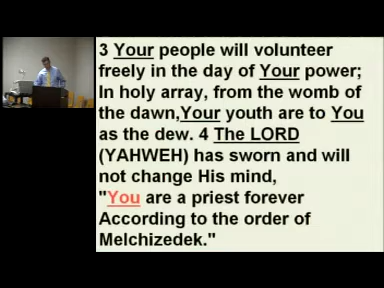 3 Your people will volunteer
freely in the day of Your power;
In holy array, from the womb of
the dawn,Your youth are to You
as the dew. 4 The LORD
(YAHWEH) has sworn and will
not change His mind,
"You are a priest forever
According to the order of
Melchizedek."